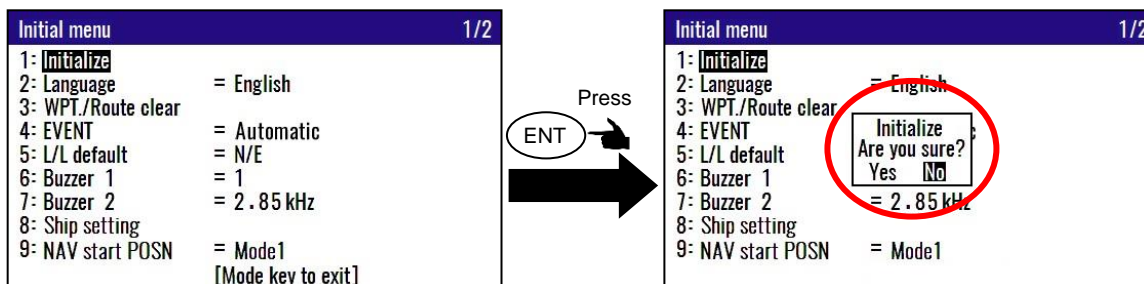 Initial menu 1/2
1: Initialize
2: Language = English
3: WPT./Route clear
4: EVENT = Automatic
5: L/L default = N/E
6: Buzzer 1 = 1
7: Buzzer 2 = 2.85 kHz
8: Ship setting
9: NAV start POSN = Mode1
[Mode key to exit]
Press
ENT
Initial menu 1/2
1: Initialize
2: Language = English
3: WPT./Route clear
4: EVENT c
5: L/L default
6: Buzzer 1
7: Buzzer 2 = 2.85 kHz
8: Ship setting
9: NAV start POSN = Mode1
Initialize
Are you sure?
Yes No